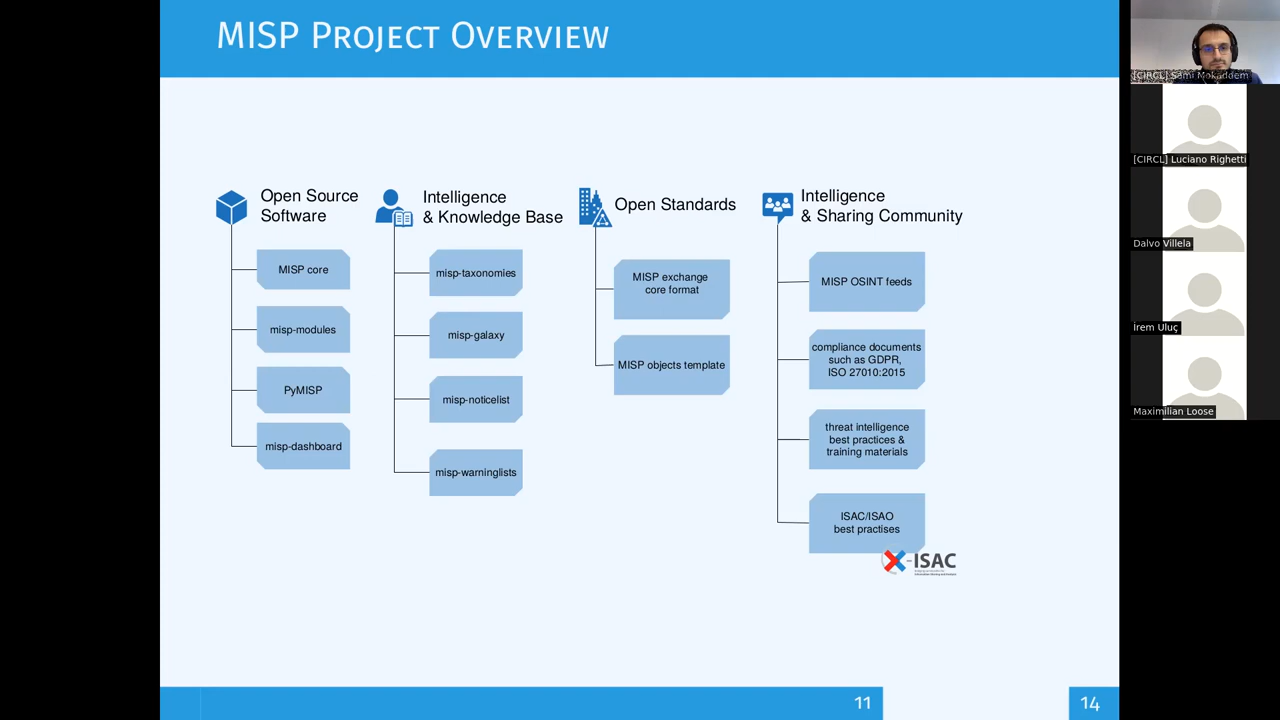 MISP Project Overview
Open Source
Software
MISP core
misp-modules
PyMISP
misp-dashboard
Intelligence
& Knowledge Base
misp-taxonomies
misp-galaxy
misp-noticelist
misp-warninglists
Open Standards
MISP exchange
core format
MISP objects template
Intelligence
& Sharing Community
MISP OSINT feeds
compliance documents
such as GDPR,
ISO 27010:2015
threat intelligence
best practices &
training materials
ISAC/ISAO
best practises
X-ISAC
11
14
[CIRCL] Sami Mokaddem
[CIRCL] Luciano Righetti
Dalvo Villela
İrem Uluç
Maximilian Loose